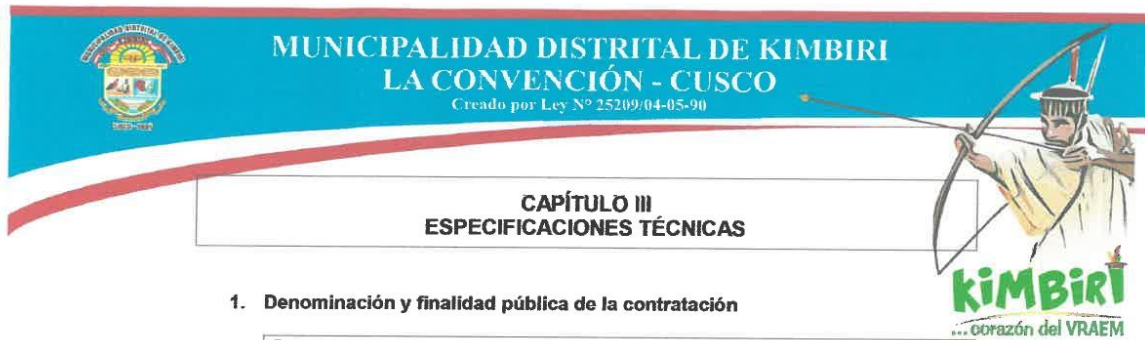 MUNICIPALIDAD DISTRITAL DE KIMBIRI
LA CONVENCIÓN - CUSCO
Creado por Ley Nº 25209/04-05-90
CAPÍTULO III
ESPECIFICACIONES TÉCNICAS
1. Denominación y finalidad pública de la contratación
KiMBiRi
... corazón del VRAEM